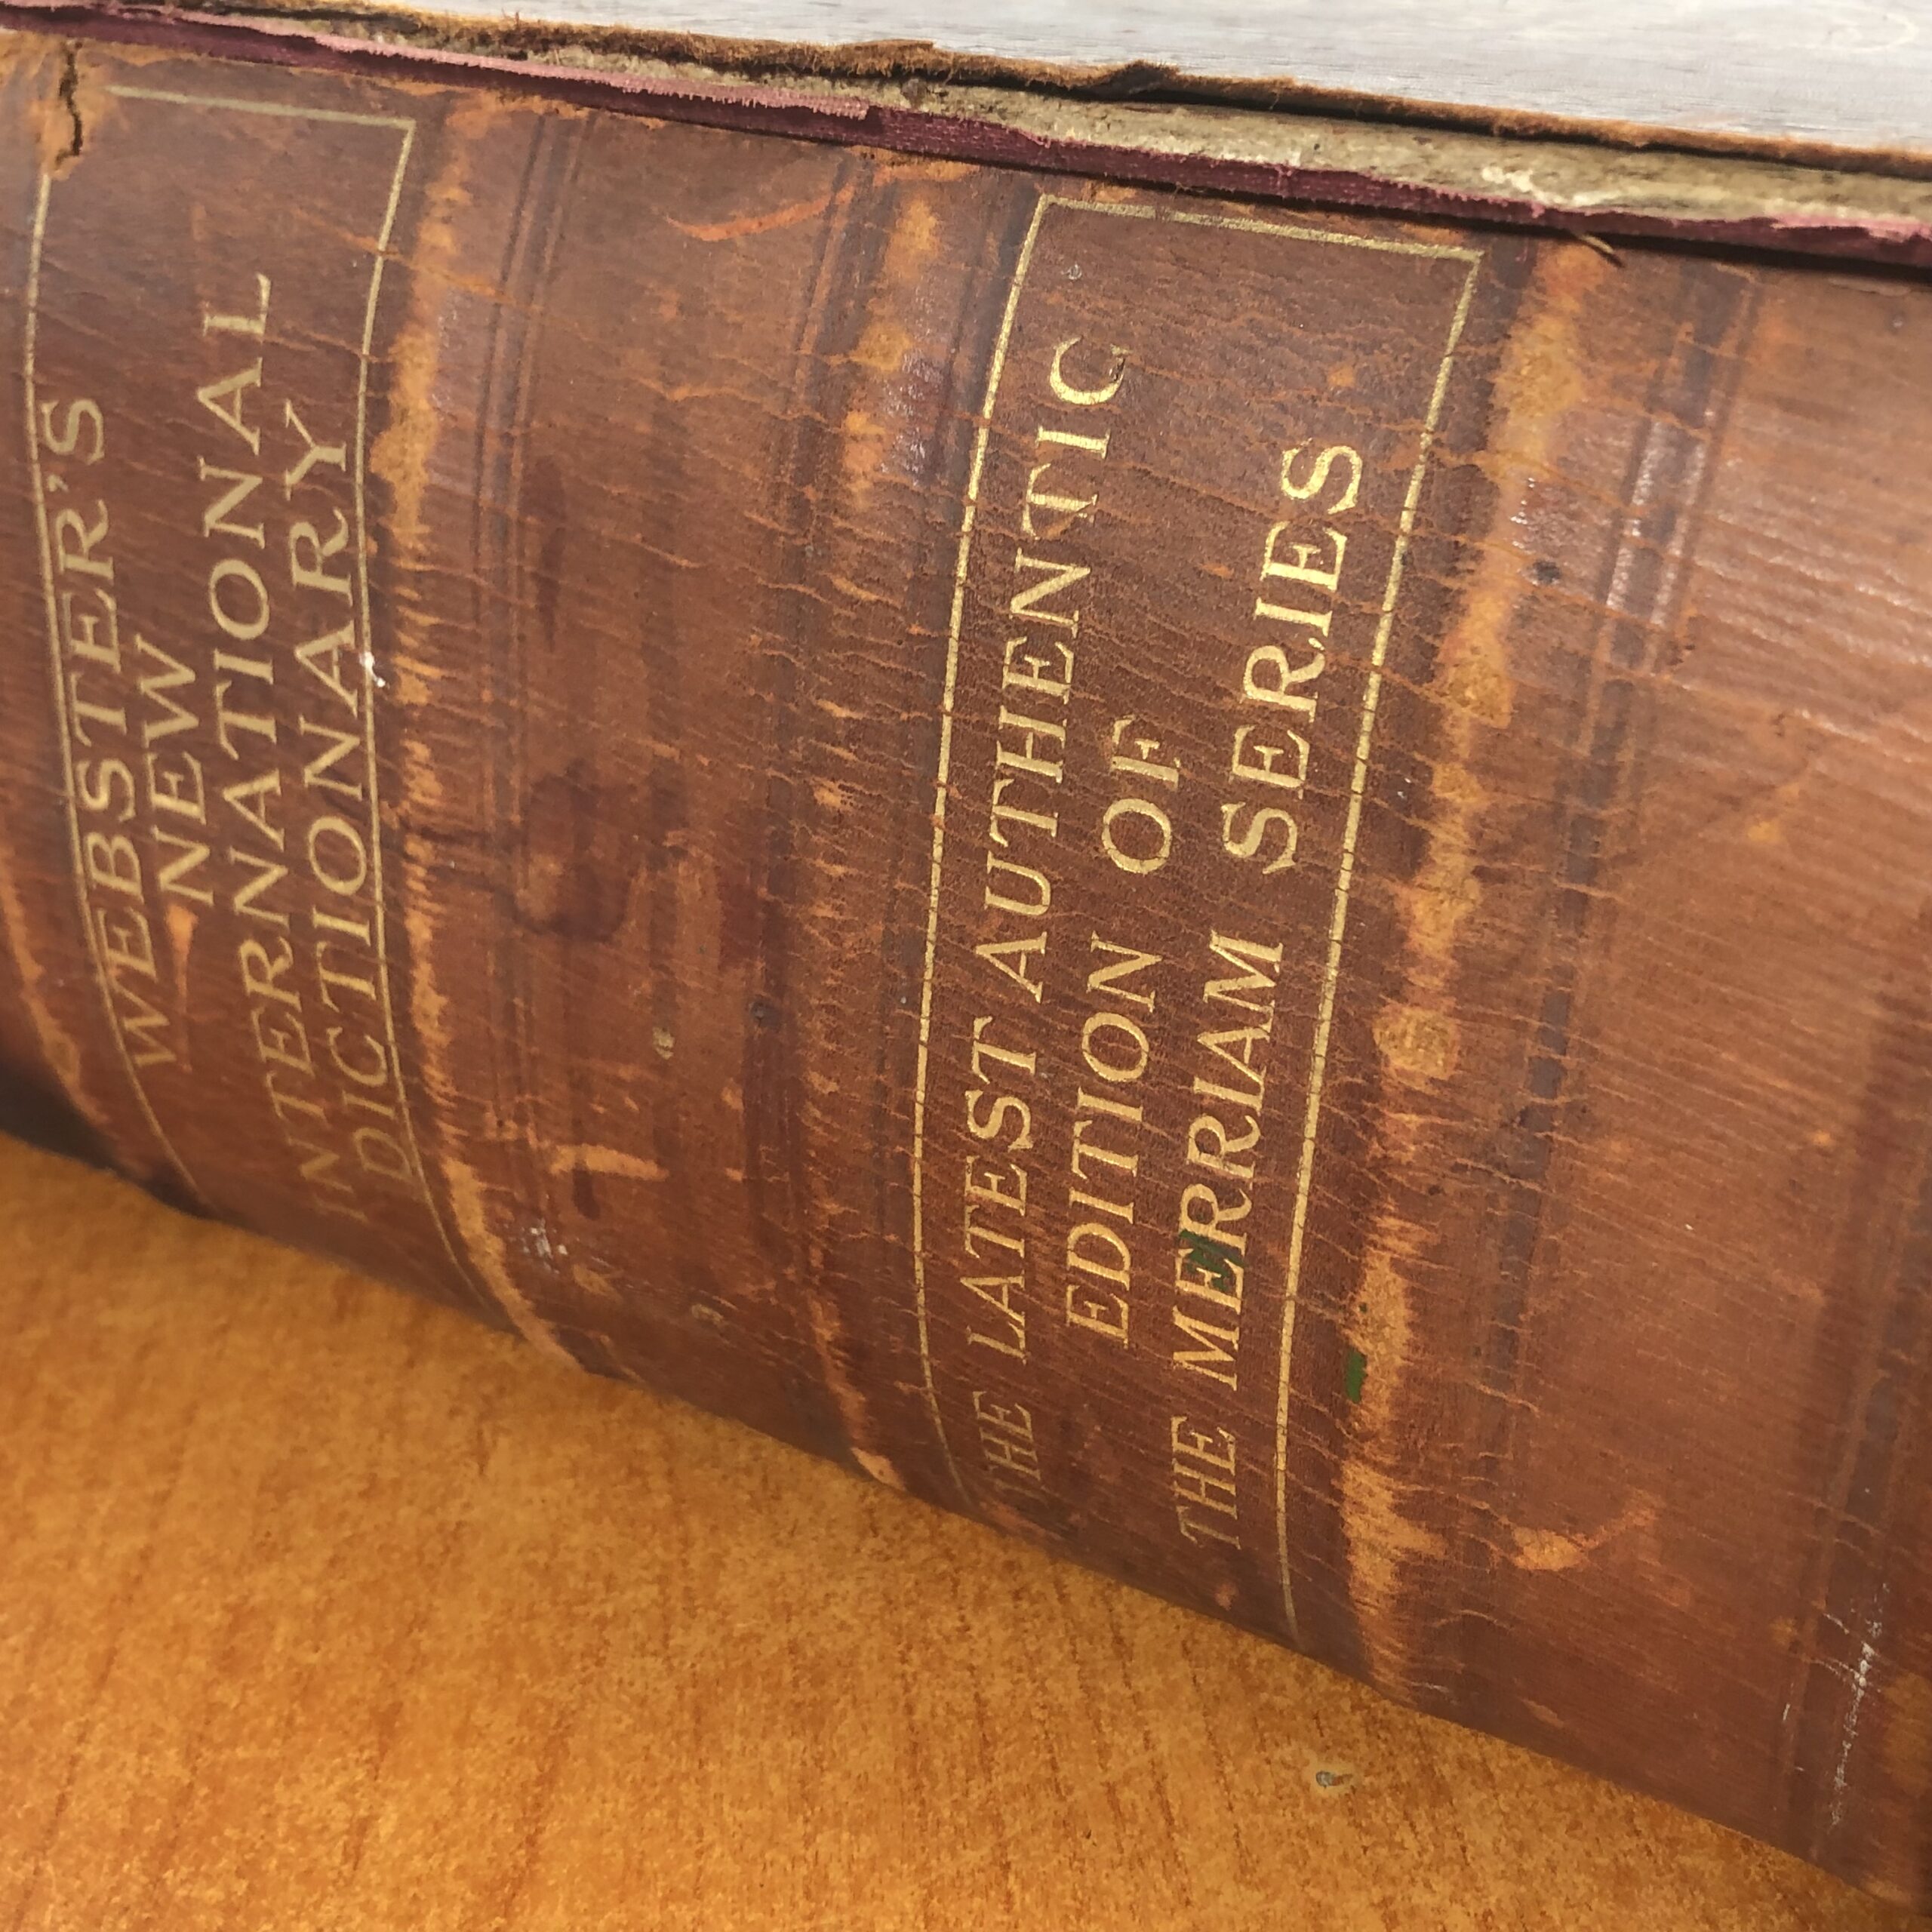 WEBSTER'S
NEW
INTERNATIONAL
DICTIONARY
THE LATEST AUTHENTIC
EDITION OF
THE MERRIAM SERIES